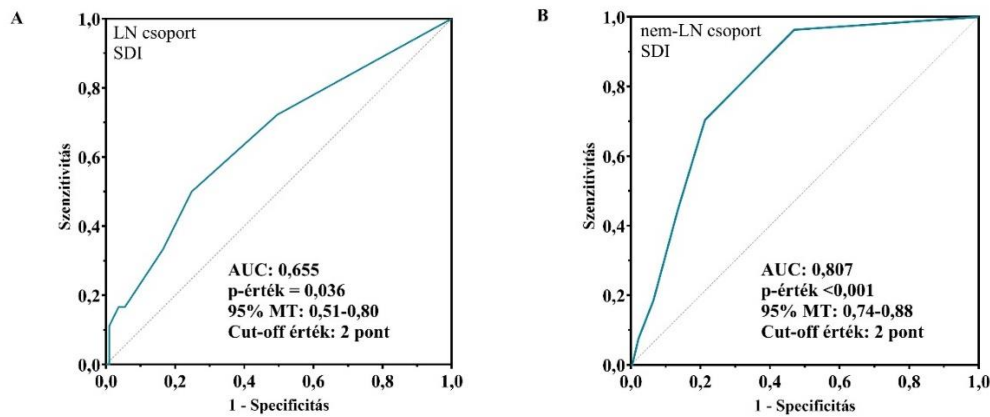 A
LN csoport
SDI
Szenzitivitás
1,0
0,8
0,6
0,4
0,2
0,0
AUC: 0,655
p-érték = 0,036
95% MT: 0,51-0,80
Cut-off érték: 2 pont
0,0 0,2 0,4 0,6 0,8 1,0
1 - Specificitás
B
nem-LN csoport
SDI
Szenzitivitás
1,0
0,8
0,6
0,4
0,2
0,0
AUC: 0,807
p-érték <0,001
95% MT: 0,74-0,88
Cut-off érték: 2 pont
0,0 0,2 0,4 0,6 0,8 1,0
1 - Specificitás